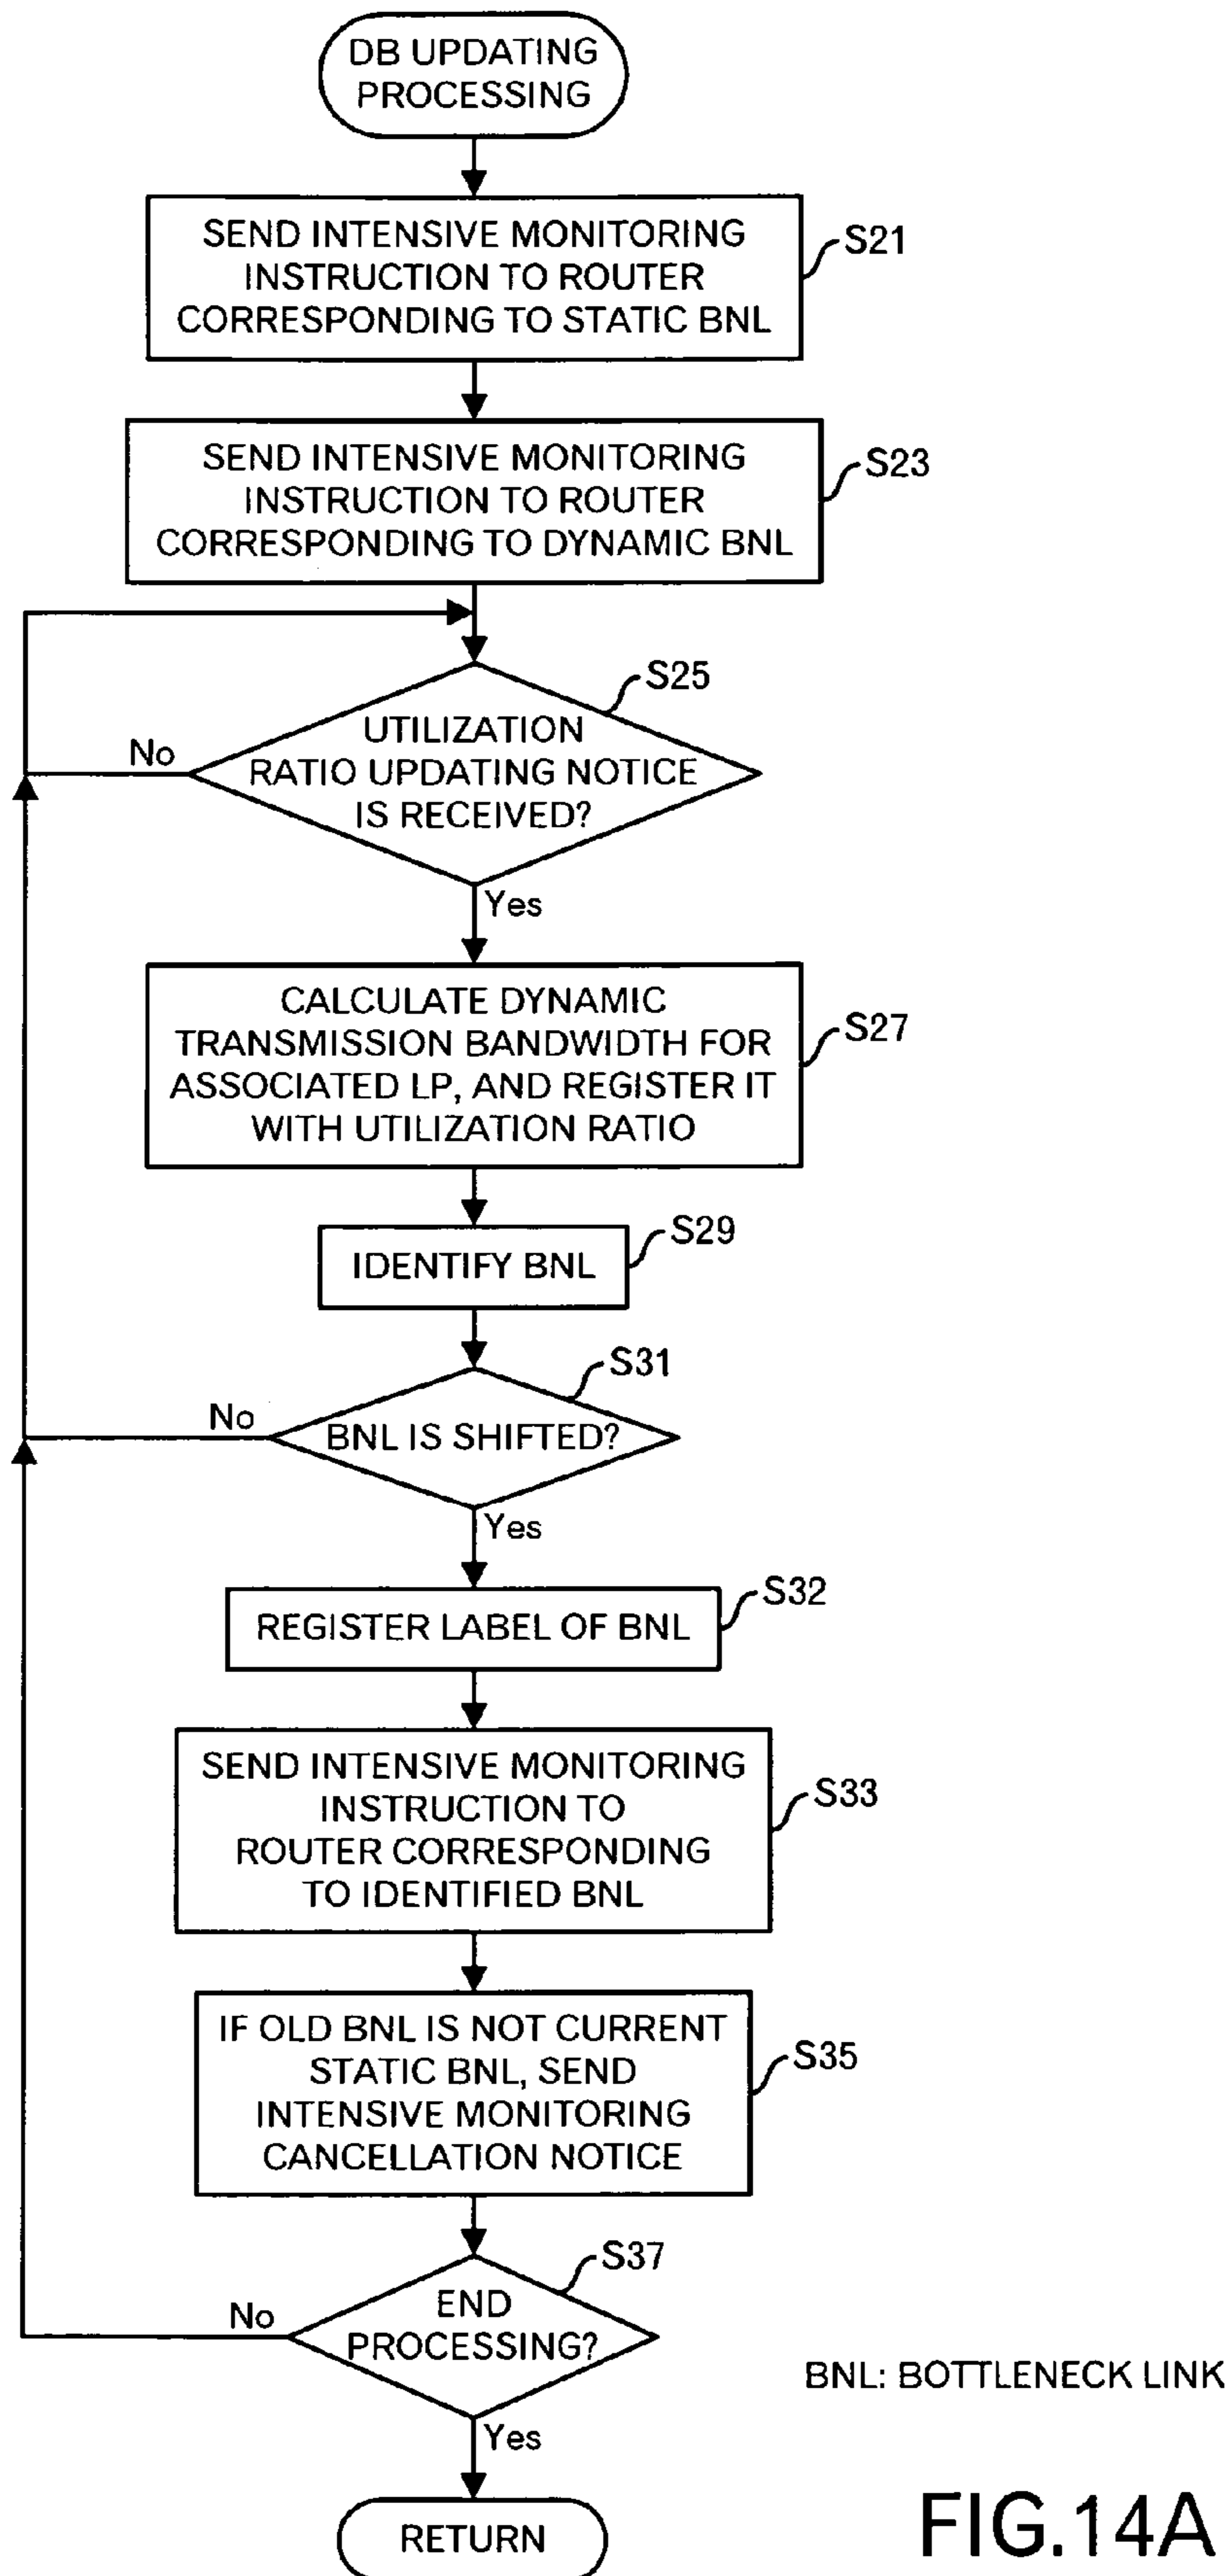 DB UPDATING
PROCESSING
SEND INTENSIVE MONITORING
INSTRUCTION TO ROUTER
CORRESPONDING TO STATIC BNL
S21
SEND INTENSIVE MONITORING
INSTRUCTION TO ROUTER
CORRESPONDING TO DYNAMIC BNL
S23
S25
UTILIZATION
RATIO UPDATING NOTICE
IS RECEIVED?
No
Yes
CALCULATE DYNAMIC
TRANSMISSION BANDWIDTH FOR
ASSOCIATED LP, AND REGISTER IT
WITH UTILIZATION RATIO
S27
IDENTIFY BNL
S29
S31
BNL IS SHIFTED?
No
Yes
REGISTER LABEL OF BNL
S32
SEND INTENSIVE MONITORING
INSTRUCTION TO
ROUTER CORRESPONDING
TO IDENTIFIED BNL
S33
IF OLD BNL IS NOT CURRENT
STATIC BNL, SEND
INTENSIVE MONITORING
CANCELLATION NOTICE
S35
S37
END
PROCESSING?
No
Yes
BNL: BOTTLENECK LINK
RETURN
FIG.14A